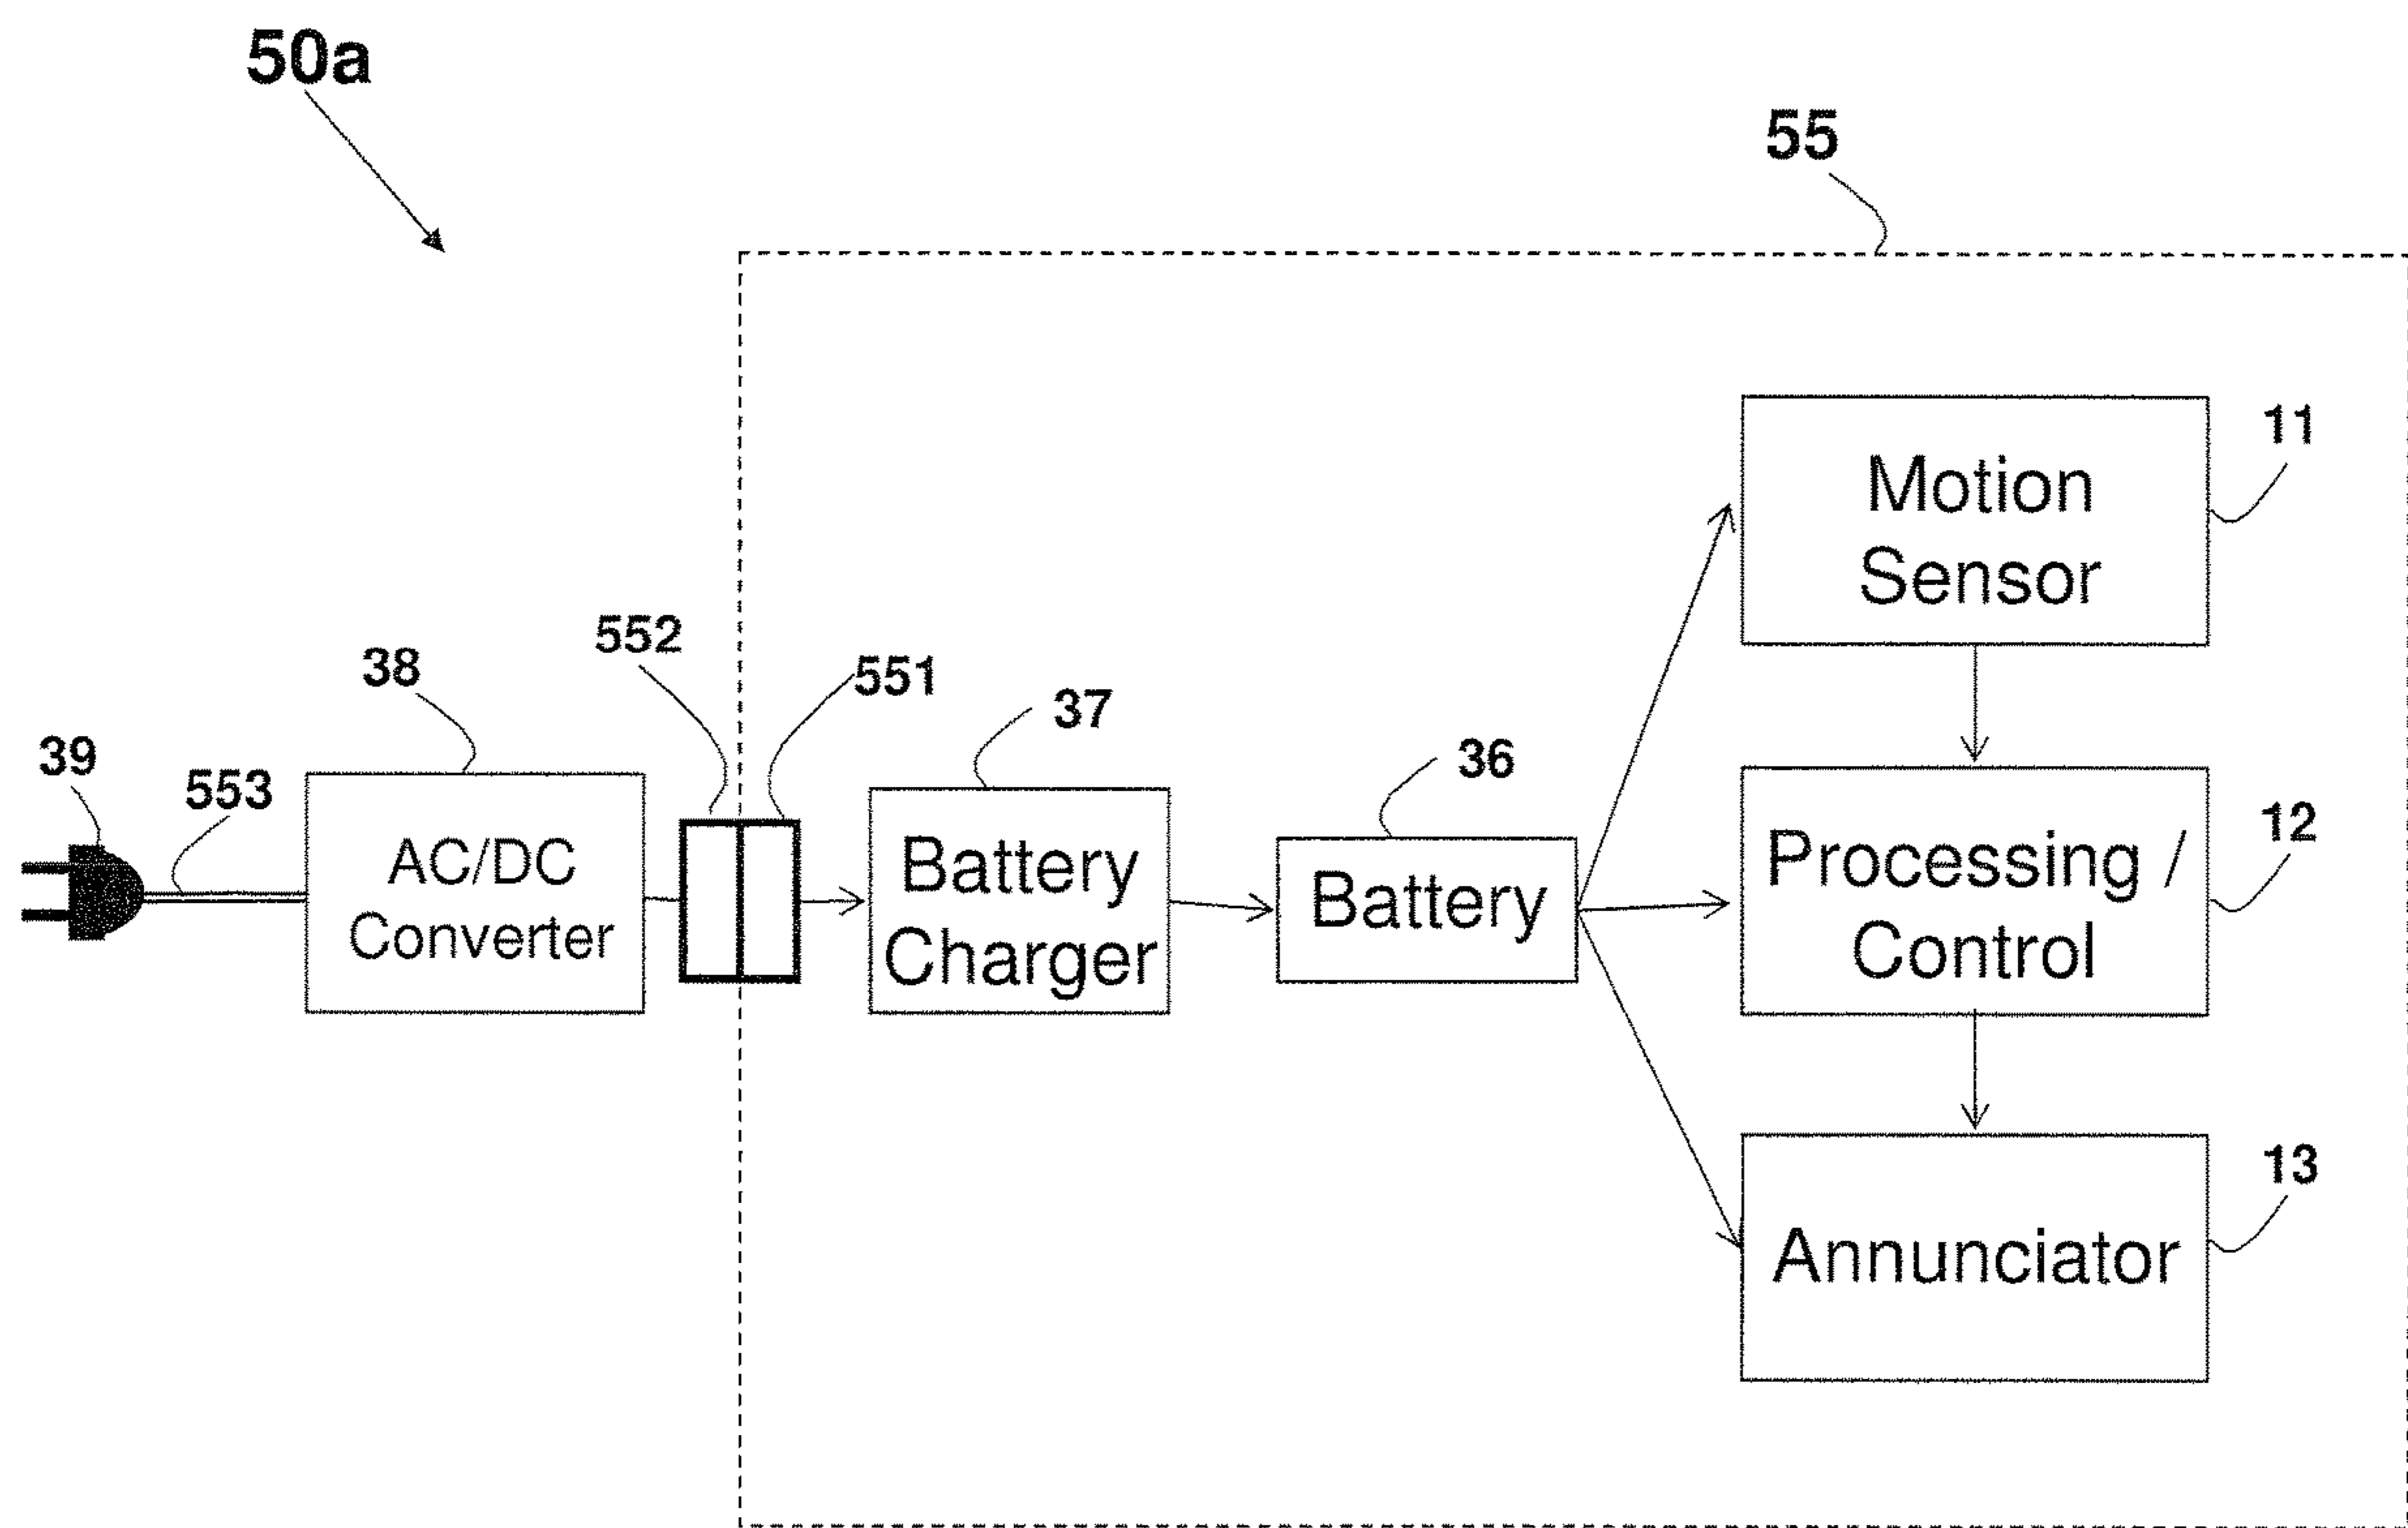 50a
55
11
Motion
Sensor
552
38
551
37
39
553
36
AC/DC
Converter
Battery
Charger
Battery
12
Processing /
Control
13
Annunciator